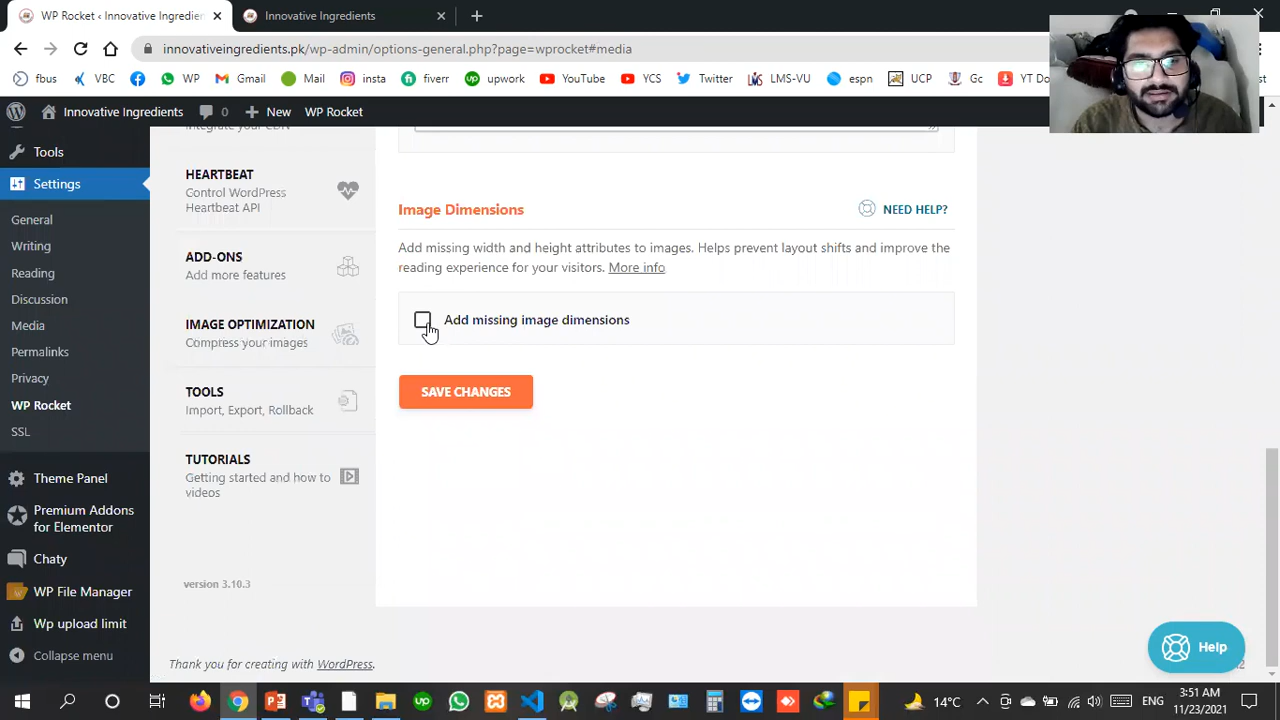 WP Rocket ‹ Innovative Ingredien
Innovative Ingredients
innovativeingredients.pk/wp-admin/options-general.php?page=wprocket#media
fbus
VBC
WP
Gmail
Mail
insta
fiverr
upwork
YouTube
YCS
Twitter
LMS-VU
espn
UCP
Gc
YT Do
st
Innovative Ingredients
0
New
WP Rocket
Tools
Settings
General
Writing
Reading
Discussion
Media
Permalinks
Privacy
WP Rocket
SSL
Theme Panel
Premium Addons
for Elementor
Chaty
WP File Manager
Wp upload limit
Collapse menu
Integrate your CDN
HEARTBEAT
Control WordPress
Heartbeat API
ADD-ONS
Add more features
IMAGE OPTIMIZATION
Compress your images
TOOLS
Import, Export, Rollback
TUTORIALS
Getting started and how to
videos
version 3.10.3
Image Dimensions
NEED HELP?
Add missing width and height attributes to images. Helps prevent layout shifts and improve the
reading experience for your visitors. More info
Add missing image dimensions
SAVE CHANGES
Thank you for creating with WordPress.
Help
14°C
ENG
3:51 AM
11/23/2021